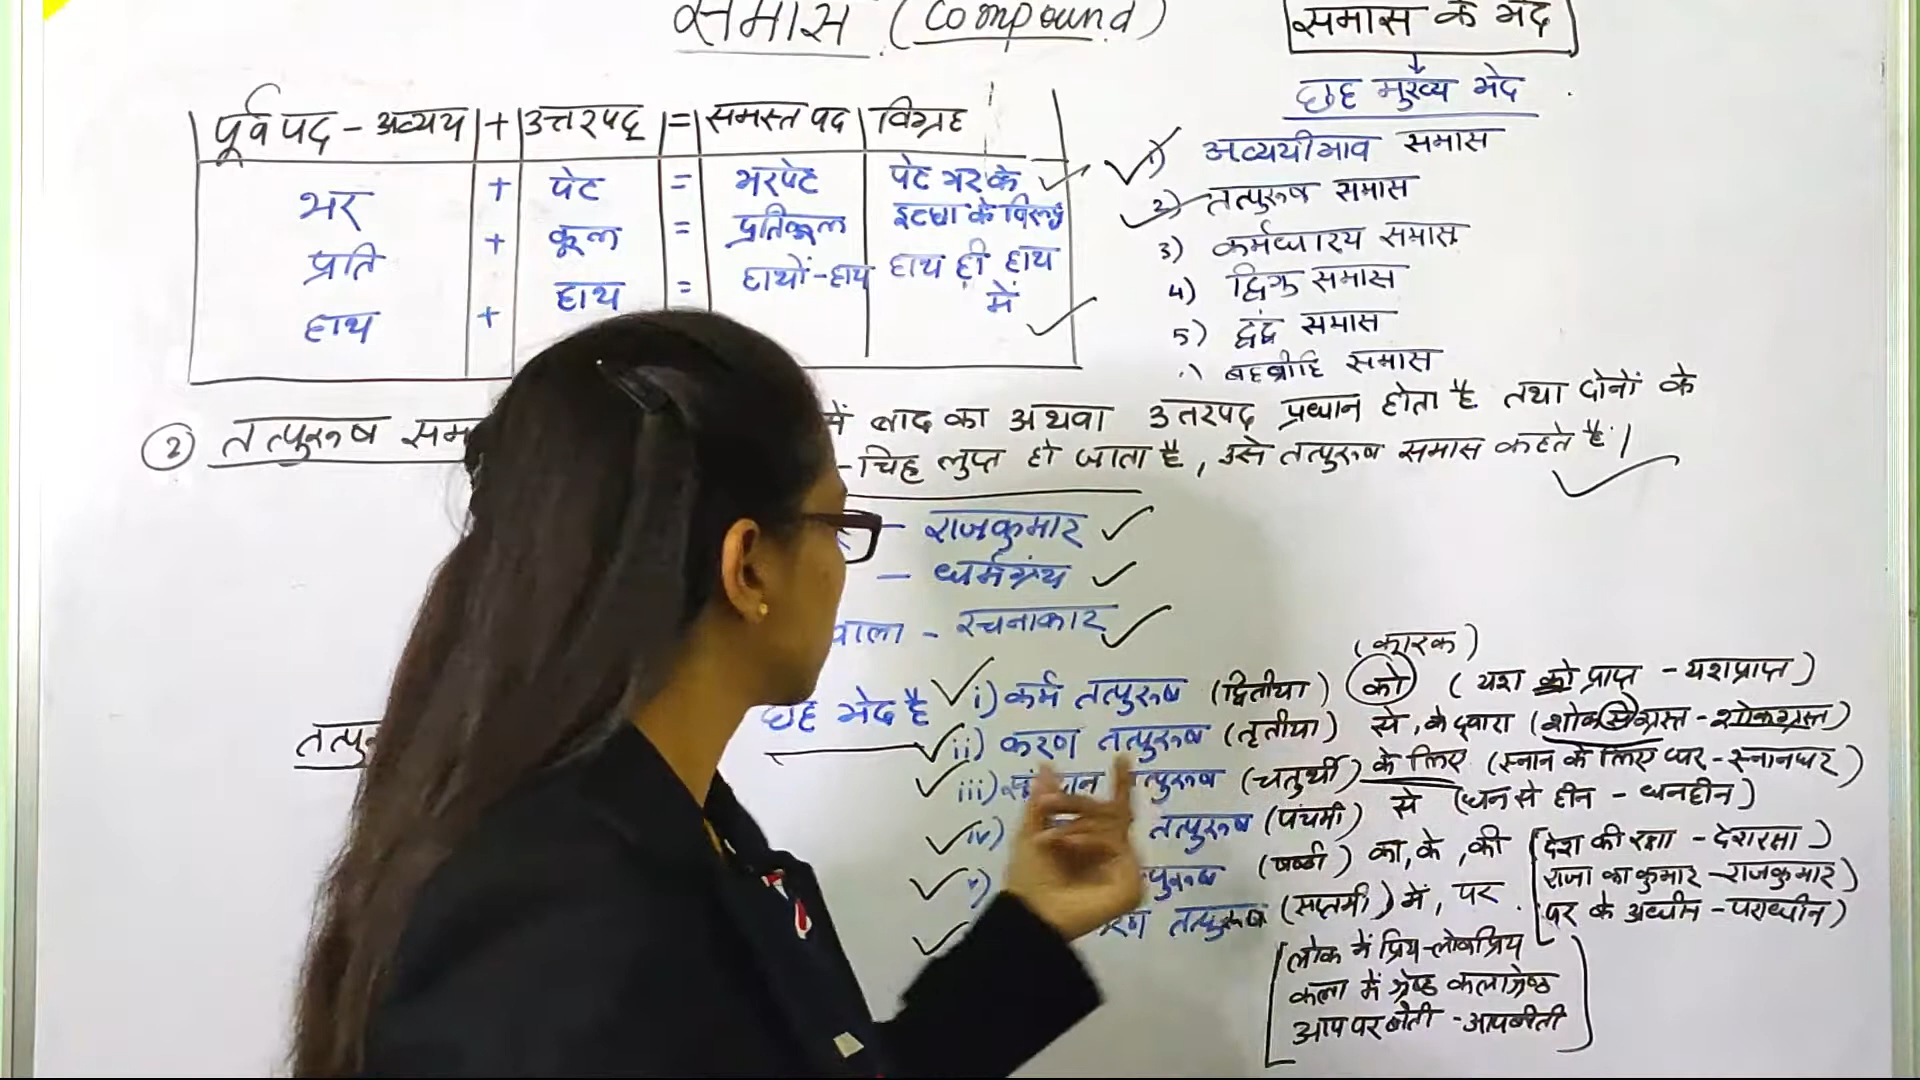 समास (Compound)
समास के भेद
छह मुख्य भेद
पूर्व पद - अव्यय + उत्तरपद = समस्त पद विग्रह
भर + पेट = भरपेट पेट भर के
प्रति + कूल = प्रतिकूल इच्छा के विरुद्ध
हाथ + हाथ = हाथों-हाथ हाथ ही हाथ में
1) अव्ययीभाव समास
2) तत्पुरुष समास
3) कर्मधारय समास
4) द्विगु समास
5) द्वंद्व समास
बहुव्रीहि समास
2 तत्पुरुष में बाद का अथवा उत्तरपद प्रधान होता है तथा दोनों के
-चिह्न लुप्त हो जाता है, उसे तत्पुरुष समास कहते हैं।
- राजकुमार
- धर्मग्रंथ
वाला - रचनाकार
छह भेद है
(कारक)
i) कर्म तत्पुरुष (द्वितीया) को (यश को प्राप्त - यशप्राप्त)
ii) करण तत्पुरुष (तृतीया) से, के द्वारा (शोक से ग्रस्त - शोकग्रस्त)
iii) तत्पुरुष (चतुर्थी) के लिए (स्नान के लिए घर - स्नानघर)
iv) तत्पुरुष (पंचमी) से (धन से हीन - धनहीन)
v) (षष्ठी) का, के, की [देश की रक्षा - देशरक्षा)
राजा का कुमार - राजकुमार)
पर के अधीन - पराधीन)
तत्पुरुष (सप्तमी) में, पर
[लोक में प्रिय - लोकप्रिय
कला में श्रेष्ठ कलाश्रेष्ठ
आप पर बीती - आपबीती]